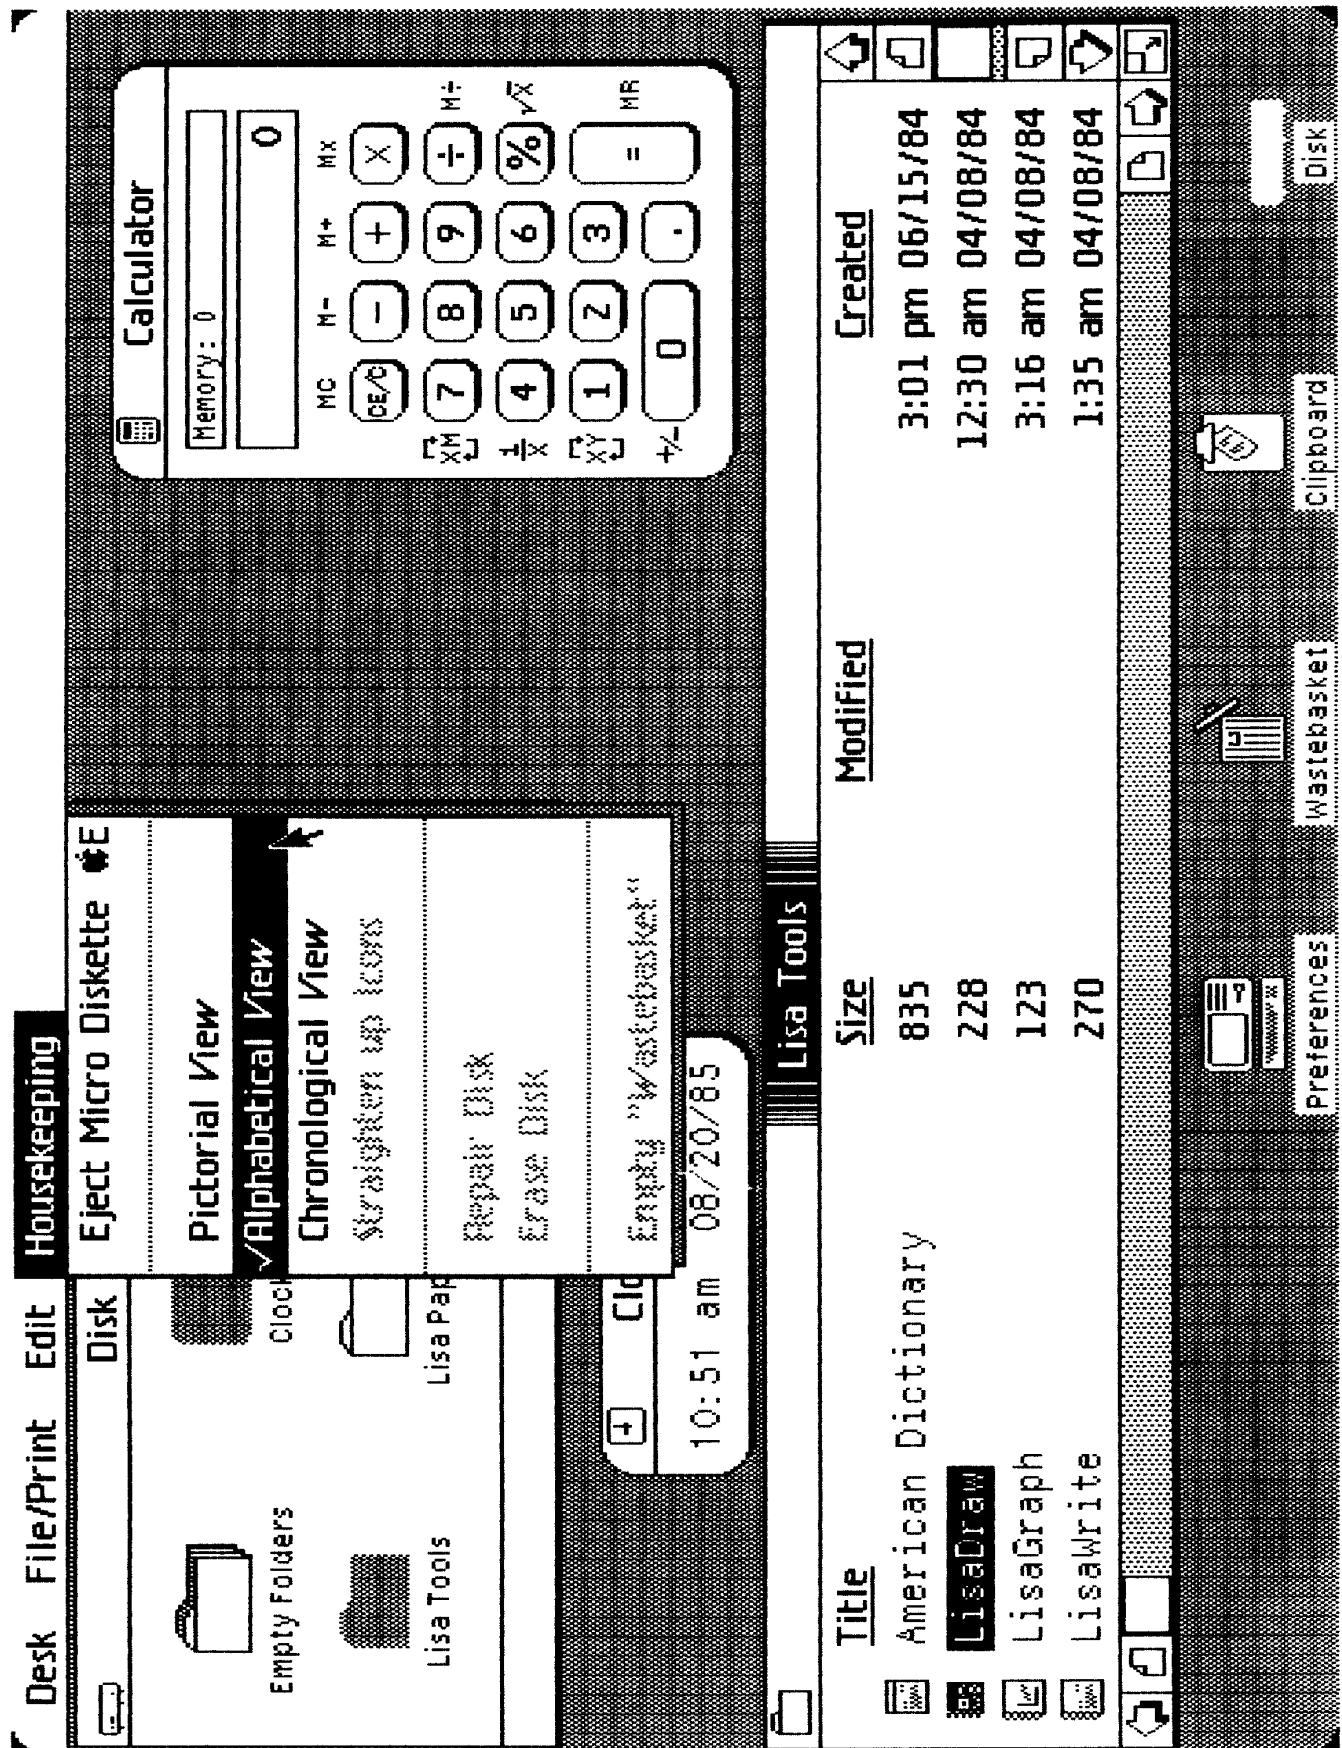 Desk File/Print Edit Housekeeping
Eject Micro Diskette E
Pictorial View
√Alphabetical View
Chronological View
Straighten up Icons
Repair Disk
Erase Disk
Empty "Wastebasket"
Disk
Empty Folders
Cloc
Lisa Tools
Lisa Pap
Clo
10:51 am 08/20/85
Calculator
Memory: 0
0
MC M- M+ Mx
CE/C − + ×
XM 7 8 9 ÷ M÷
1/X 4 5 6 % √X
XY 1 2 3 = MR
+/- 0 .
Lisa Tools
Title Size Modified Created
American Dictionary 835 3:01 pm 06/15/84
LisaDraw 228 12:30 am 04/08/84
LisaGraph 123 3:16 am 04/08/84
LisaWrite 270 1:35 am 04/08/84
Preferences Wastebasket Clipboard Disk